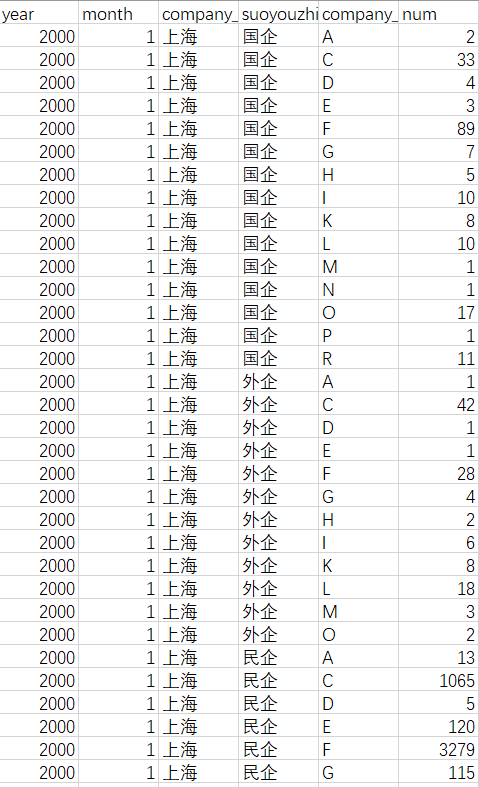 year month company_ suoyouzhi company_ num
2000 1 上海 国企 A 2
2000 1 上海 国企 C 33
2000 1 上海 国企 D 4
2000 1 上海 国企 E 3
2000 1 上海 国企 F 89
2000 1 上海 国企 G 7
2000 1 上海 国企 H 5
2000 1 上海 国企 I 10
2000 1 上海 国企 K 8
2000 1 上海 国企 L 10
2000 1 上海 国企 M 1
2000 1 上海 国企 N 1
2000 1 上海 国企 O 17
2000 1 上海 国企 P 1
2000 1 上海 国企 R 11
2000 1 上海 外企 A 1
2000 1 上海 外企 C 42
2000 1 上海 外企 D 1
2000 1 上海 外企 E 1
2000 1 上海 外企 F 28
2000 1 上海 外企 G 4
2000 1 上海 外企 H 2
2000 1 上海 外企 I 6
2000 1 上海 外企 K 8
2000 1 上海 外企 L 18
2000 1 上海 外企 M 3
2000 1 上海 外企 O 2
2000 1 上海 民企 A 13
2000 1 上海 民企 C 1065
2000 1 上海 民企 D 5
2000 1 上海 民企 E 120
2000 1 上海 民企 F 3279
2000 1 上海 民企 G 115